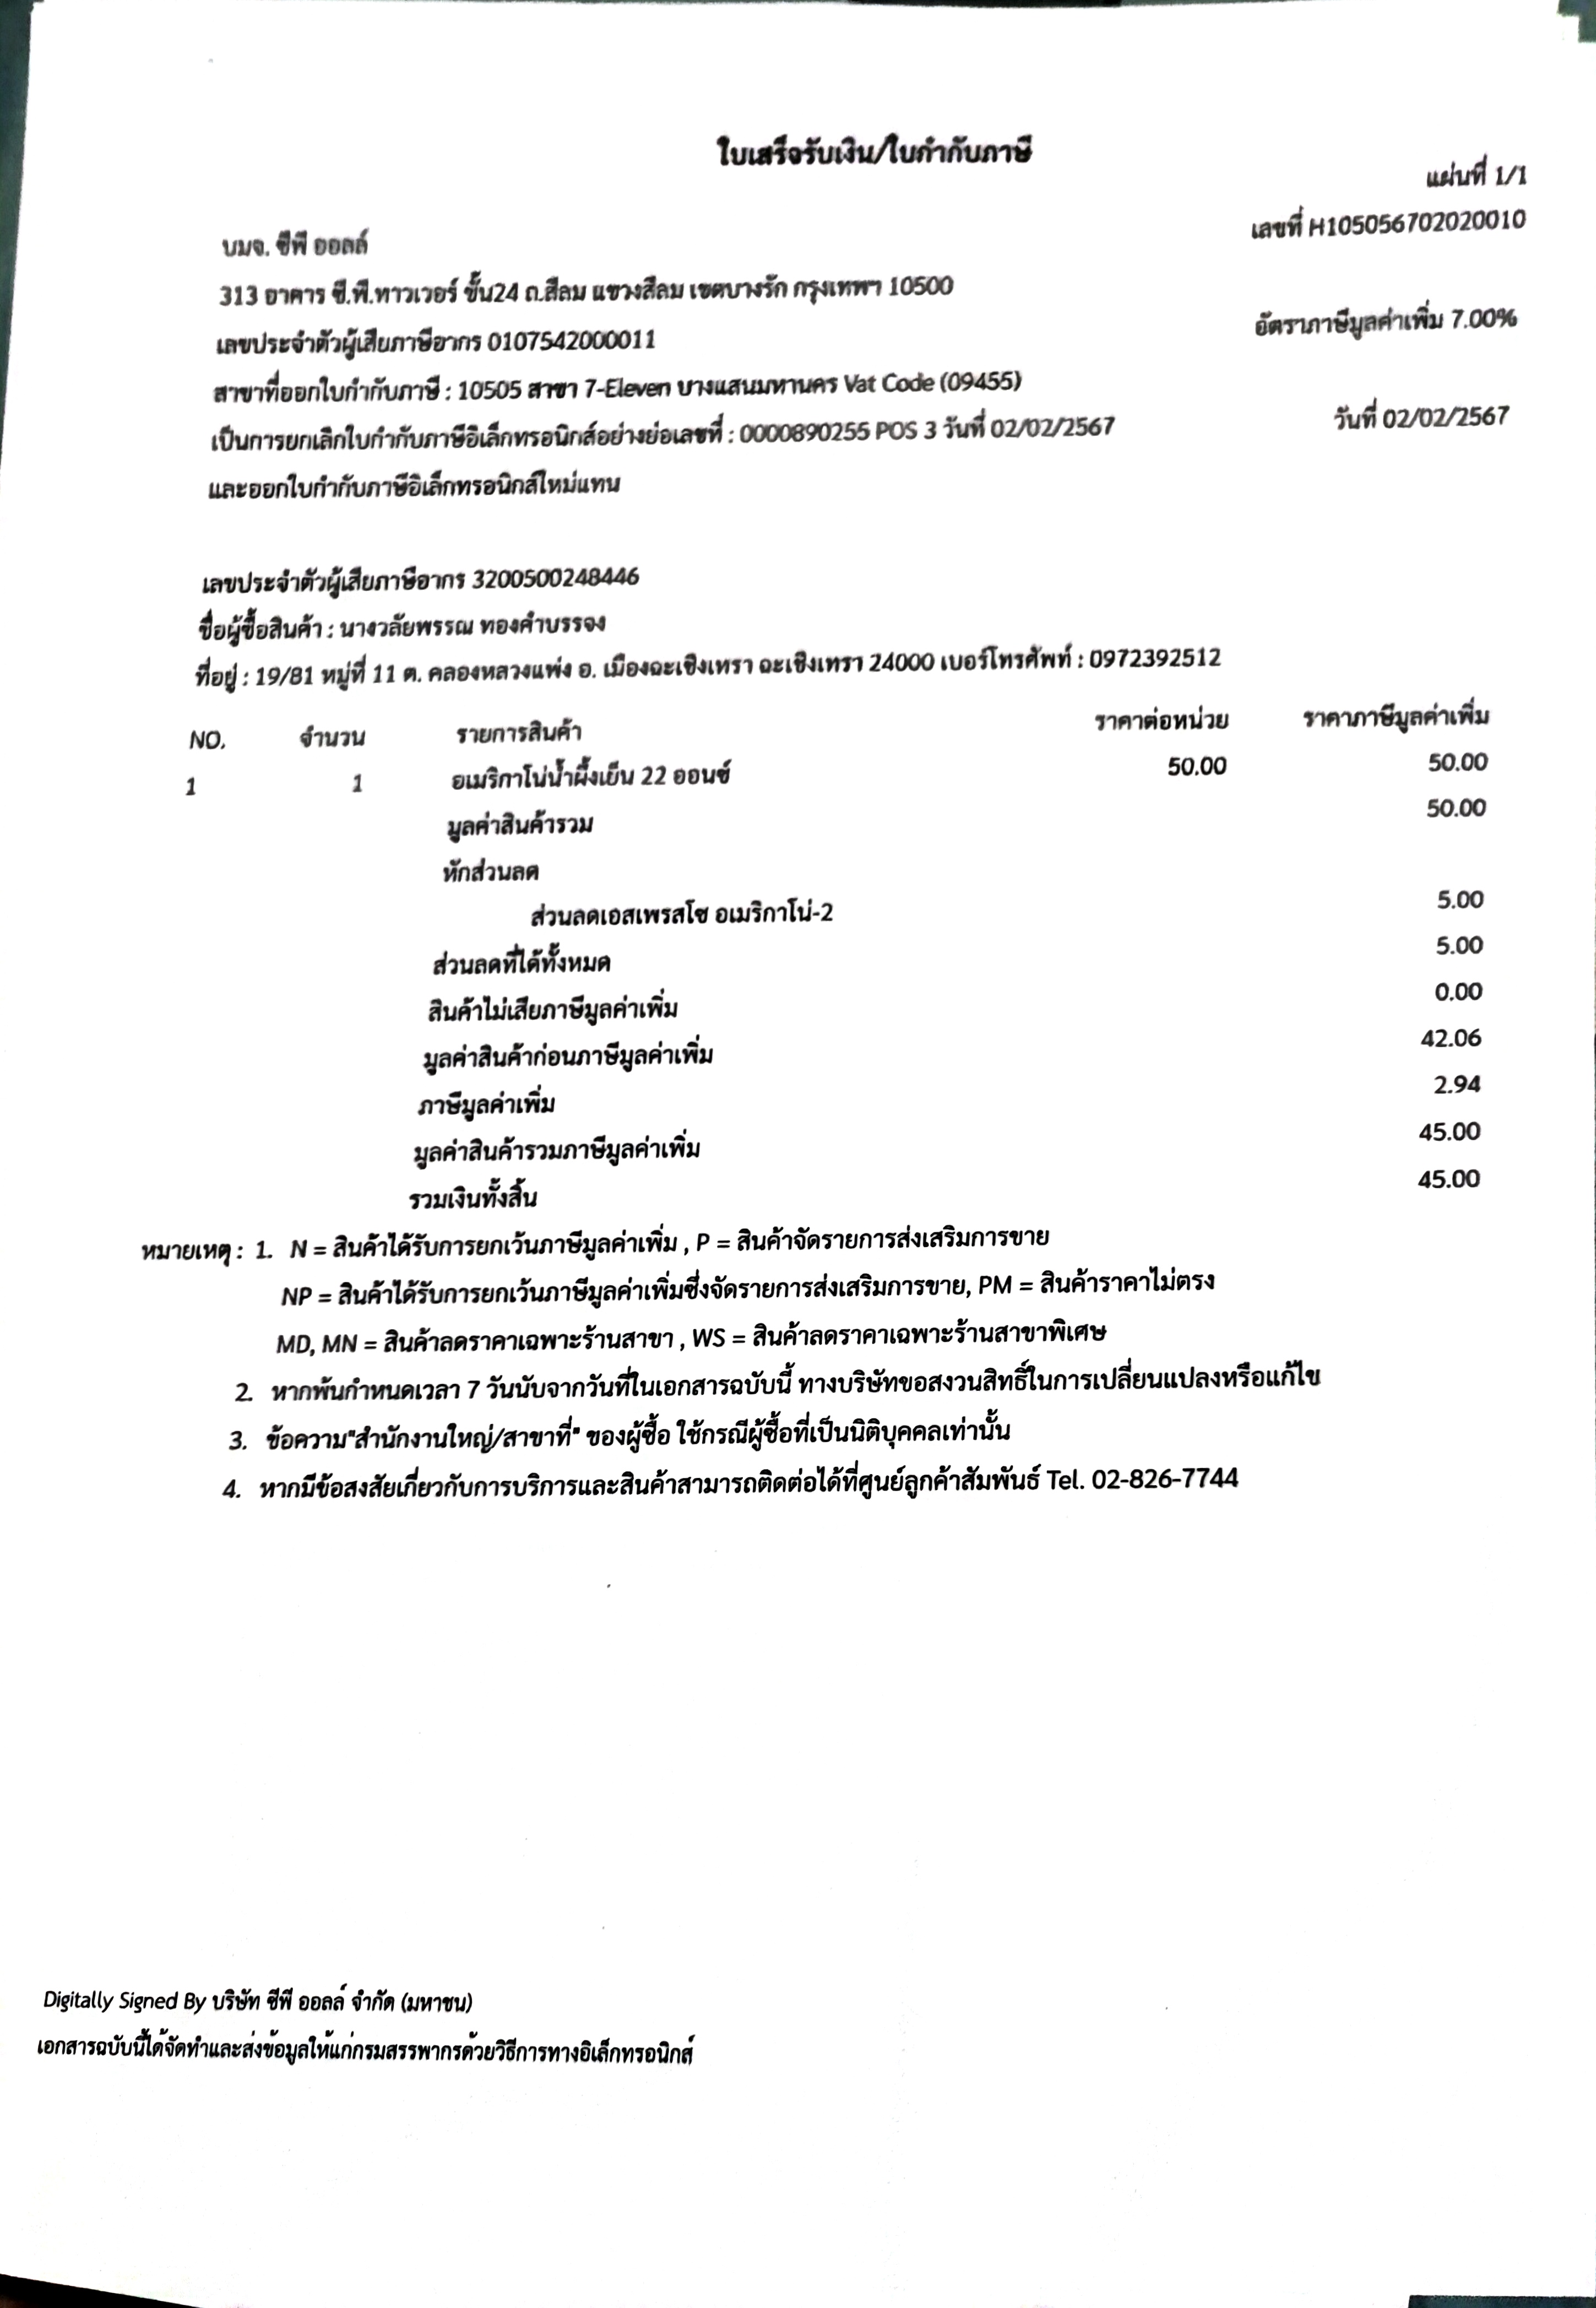 ใบเสร็จรับเงิน/ใบกำกับภาษี
แผ่นที่ 1/1
เลขที่ H105056702020010
บมจ. ซีพี ออลล์
313 อาคาร ซี.พี.ทาวเวอร์ ชั้น24 ถ.สีลม แขวงสีลม เขตบางรัก กรุงเทพฯ 10500
อัตราภาษีมูลค่าเพิ่ม 7.00%
เลขประจำตัวผู้เสียภาษีอากร 0107542000011
สาขาที่ออกใบกำกับภาษี : 10505 สาขา 7-Eleven บางแสนมหานคร Vat Code (09455)
เป็นการยกเลิกใบกำกับภาษีอิเล็กทรอนิกส์อย่างย่อเลขที่ : 0000890255 POS 3 วันที่ 02/02/2567 วันที่ 02/02/2567
และออกใบกำกับภาษีอิเล็กทรอนิกส์ใหม่แทน
เลขประจำตัวผู้เสียภาษีอากร 3200500248446
ชื่อผู้ซื้อสินค้า : นางวลัยพรรณ ทองคำบรรจง
ที่อยู่ : 19/81 หมู่ที่ 11 ต. คลองหลวงแพ่ง อ. เมืองฉะเชิงเทรา ฉะเชิงเทรา 24000 เบอร์โทรศัพท์ : 0972392512
NO. จำนวน รายการสินค้า ราคาต่อหน่วย ราคาภาษีมูลค่าเพิ่ม
1 1 อเมริกาโน่น้ำผึ้งเย็น 22 ออนซ์ 50.00 50.00
มูลค่าสินค้ารวม 50.00
หักส่วนลด
ส่วนลดเอสเพรสโซ อเมริกาโน่-2 5.00
ส่วนลดที่ได้ทั้งหมด 5.00
สินค้าไม่เสียภาษีมูลค่าเพิ่ม 0.00
มูลค่าสินค้าก่อนภาษีมูลค่าเพิ่ม 42.06
ภาษีมูลค่าเพิ่ม 2.94
มูลค่าสินค้ารวมภาษีมูลค่าเพิ่ม 45.00
รวมเงินทั้งสิ้น 45.00
หมายเหตุ : 1. N = สินค้าได้รับการยกเว้นภาษีมูลค่าเพิ่ม , P = สินค้าจัดรายการส่งเสริมการขาย
NP = สินค้าได้รับการยกเว้นภาษีมูลค่าเพิ่มซึ่งจัดรายการส่งเสริมการขาย, PM = สินค้าราคาไม่ตรง
MD, MN = สินค้าลดราคาเฉพาะร้านสาขา , WS = สินค้าลดราคาเฉพาะร้านสาขาพิเศษ
2. หากพ้นกำหนดเวลา 7 วันนับจากวันที่ในเอกสารฉบับนี้ ทางบริษัทขอสงวนสิทธิ์ในการเปลี่ยนแปลงหรือแก้ไข
3. ข้อความ"สำนักงานใหญ่/สาขาที่" ของผู้ซื้อ ใช้กรณีผู้ซื้อที่เป็นนิติบุคคลเท่านั้น
4. หากมีข้อสงสัยเกี่ยวกับการบริการและสินค้าสามารถติดต่อได้ที่ศูนย์ลูกค้าสัมพันธ์ Tel. 02-826-7744
Digitally Signed By บริษัท ซีพี ออลล์ จำกัด (มหาชน)
เอกสารฉบับนี้ได้จัดทำและส่งข้อมูลให้แก่กรมสรรพากรด้วยวิธีการทางอิเล็กทรอนิกส์